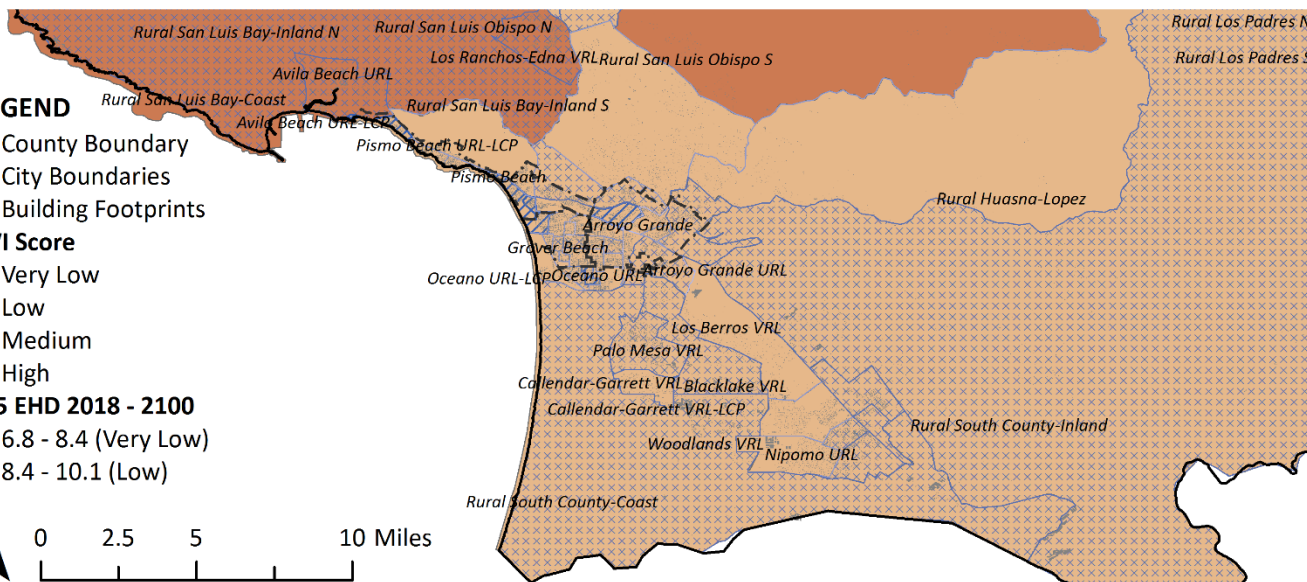 Rural San Luis Bay-Inland N
Rural San Luis Obispo N
Rural Los Padres N
Los Ranchos-Edna VRL
Rural San Luis Obispo S
Rural Los Padres S
Avila Beach URL
GEND
Rural San Luis Bay-Coast
Rural San Luis Bay-Inland S
Avila Beach URL-LCP
County Boundary
Pismo Beach URL-LCP
City Boundaries
Pismo Beach
Building Footprints
Rural Huasna-Lopez
Arroyo Grande
VI Score
Grover Beach
Very Low
Oceano URL-LCP
Oceano URL
Arroyo Grande URL
Low
Los Berros VRL
Medium
Palo Mesa VRL
High
Callendar-Garrett VRL
Blacklake VRL
5 EHD 2018 - 2100
Callendar-Garrett VRL-LCP
Rural South County-Inland
6.8 - 8.4 (Very Low)
Woodlands VRL
Nipomo URL
8.4 - 10.1 (Low)
Rural South County-Coast
0 2.5 5 10 Miles